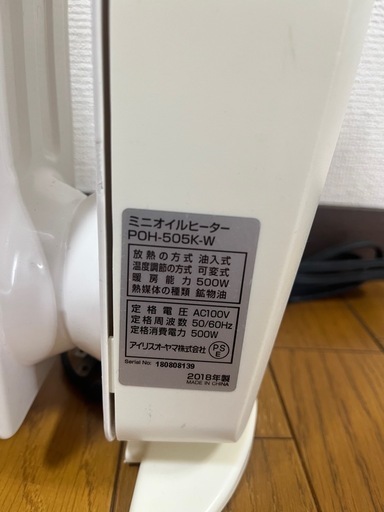 ミニオイルヒーター
POH-505K-W
放熱の方式 油入式
温度調節の方式 可変式
暖房能力 500W
熱媒体の種類 鉱物油
定格電圧 AC100V
定格周波数 50/60Hz
定格消費電力 500W
アイリスオーヤマ株式会社
PS
E
Serial No: 180808139
2018年製
MADE IN CHINA